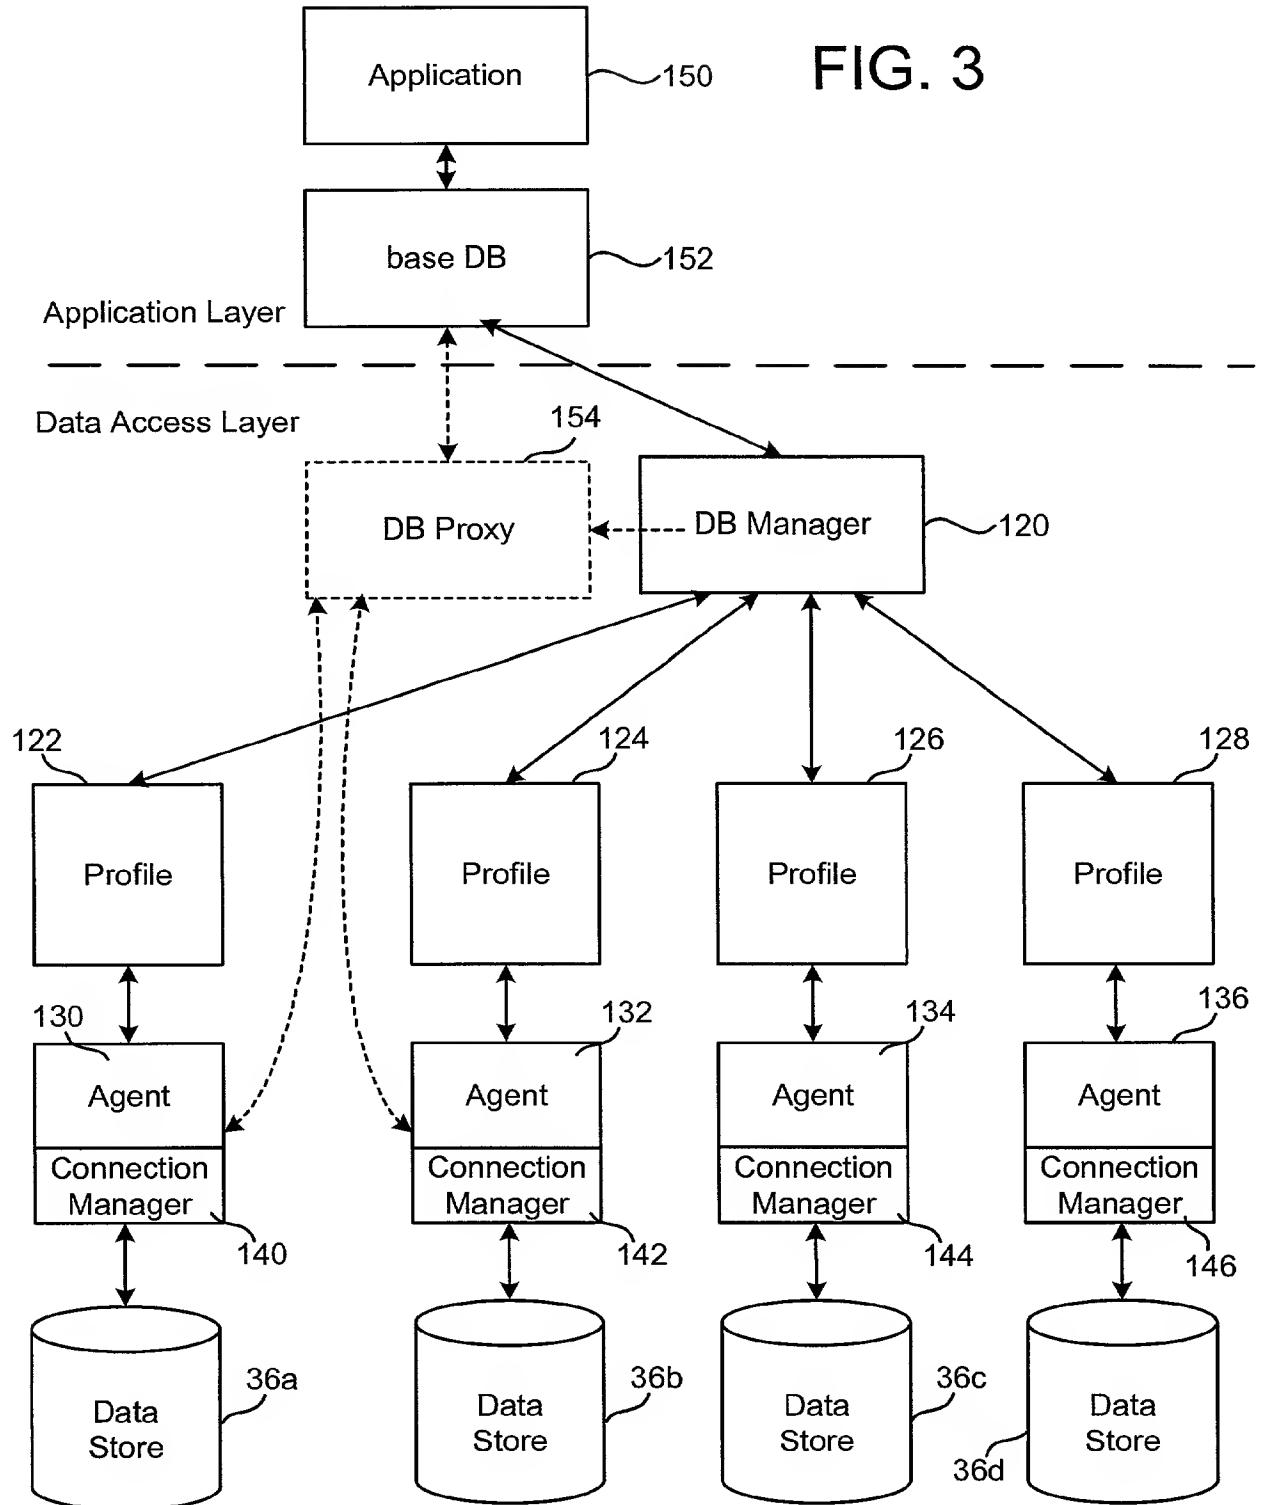 FIG. 3
Application
150
base DB
152
Application Layer
Data Access Layer
154
DB Proxy
DB Manager
120
122
124
126
128
Profile
Profile
Profile
Profile
130
132
134
136
Agent
Agent
Agent
Agent
Connection
Manager
Connection
Manager
Connection
Manager
Connection
Manager
140
142
144
146
36a
36b
36c
36d
Data
Store
Data
Store
Data
Store
Data
Store